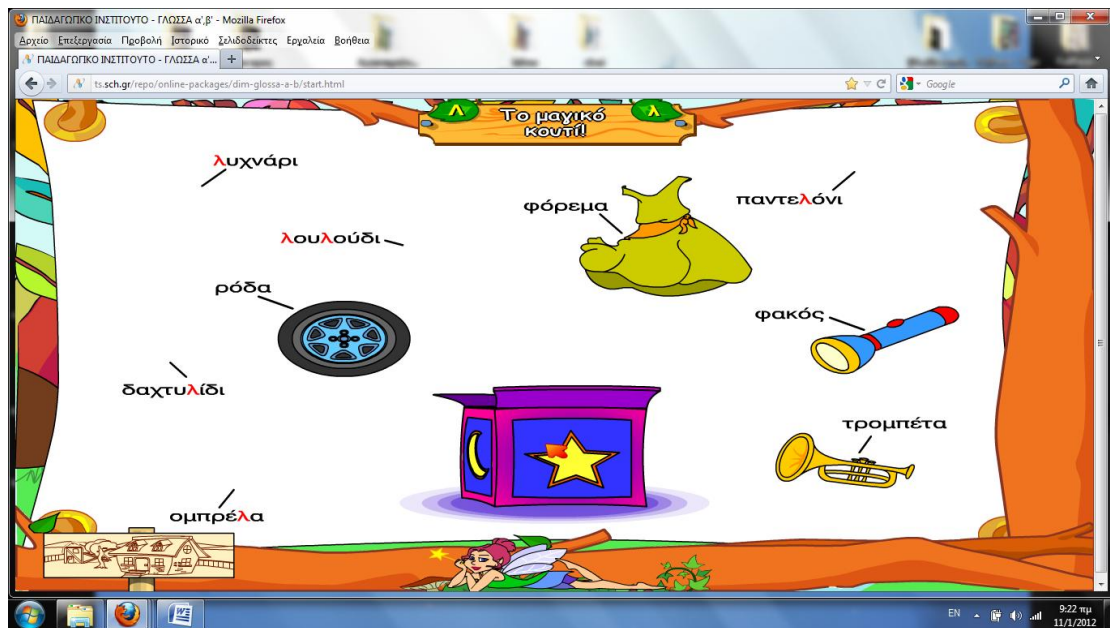 ΠΑΙΔΑΓΩΓΙΚΟ ΙΝΣΤΙΤΟΥΤΟ - ΓΛΩΣΣΑ α',β' - Mozilla Firefox
Αρχείο Επεξεργασία Προβολή Ιστορικό Σελιδοδείκτες Εργαλεία Βοήθεια
ΠΑΙΔΑΓΩΓΙΚΟ ΙΝΣΤΙΤΟΥΤΟ - ΓΛΩΣΣΑ α'... +
ts.sch.gr/repo/online-packages/dim-glossa-a-b/start.html
Google
Λ
Το μαγικό
κουτί!
λ
λυχνάρι
φόρεμα
παντελόνι
λουλούδι
ρόδα
φακός
δαχτυλίδι
τρομπέτα
ομπρέλα
EN
9:22 πμ
11/1/2012